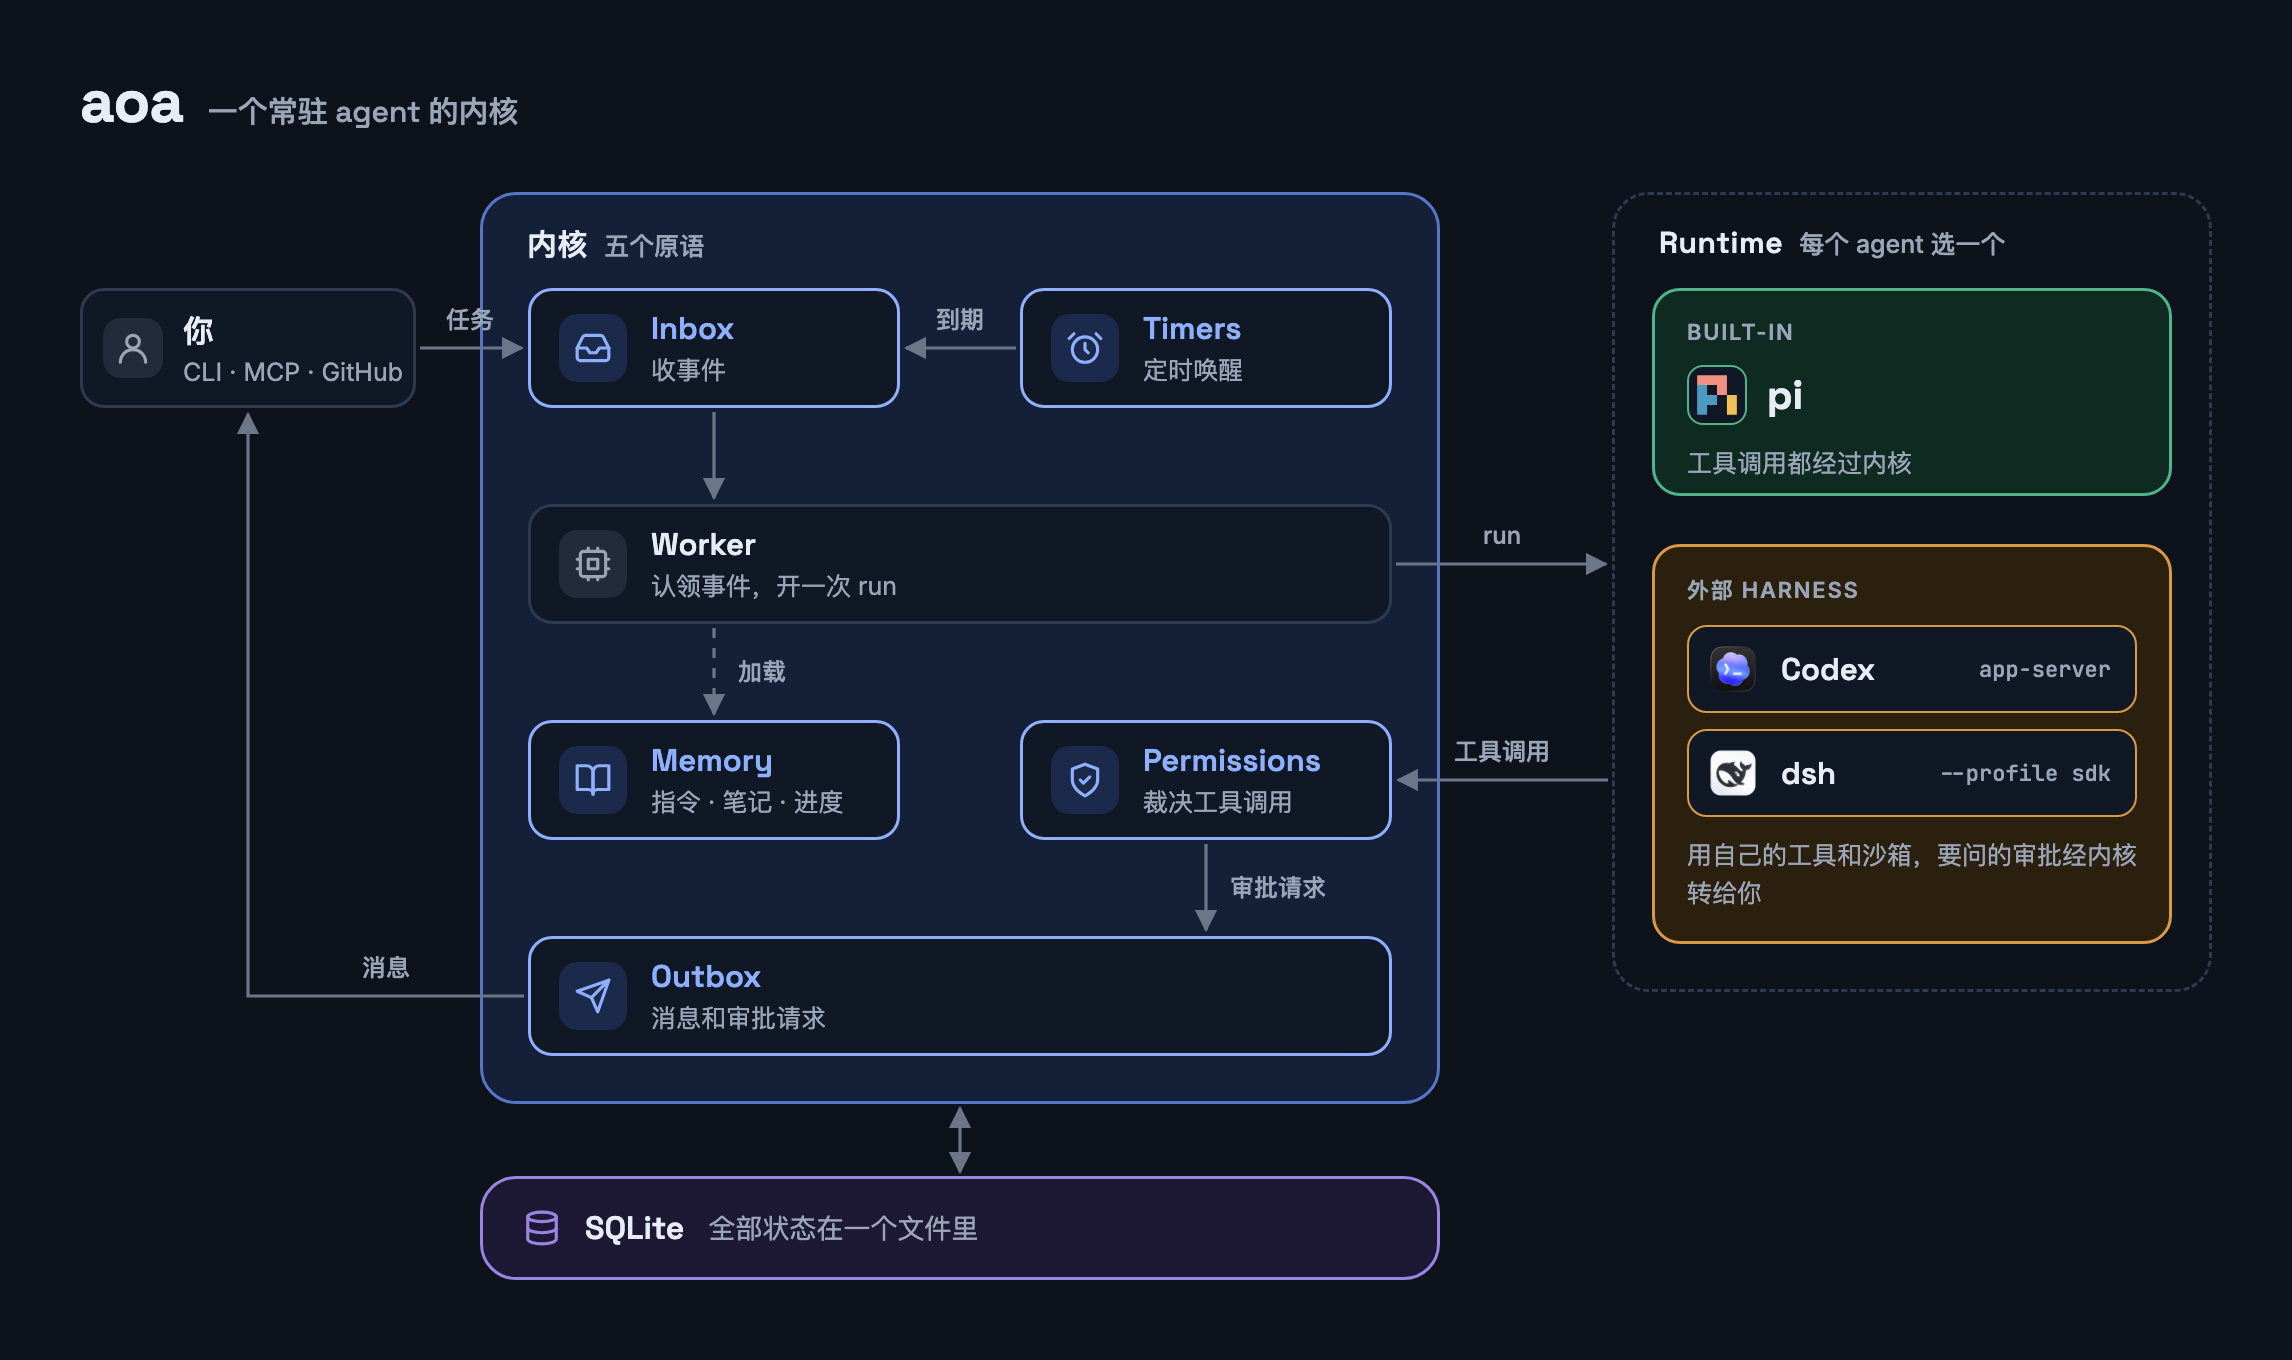 aoa 一个常驻 agent 的内核
内核 五个原语
Runtime 每个 agent 选一个
你
CLI · MCP · GitHub
任务
Inbox
收事件
到期
Timers
定时唤醒
BUILT-IN
pi
工具调用都经过内核
Worker
认领事件，开一次 run
run
外部 HARNESS
Codex app-server
dsh --profile sdk
用自己的工具和沙箱，要问的审批经内核
转给你
加载
Memory
指令 · 笔记 · 进度
Permissions
裁决工具调用
工具调用
审批请求
消息
Outbox
消息和审批请求
SQLite 全部状态在一个文件里